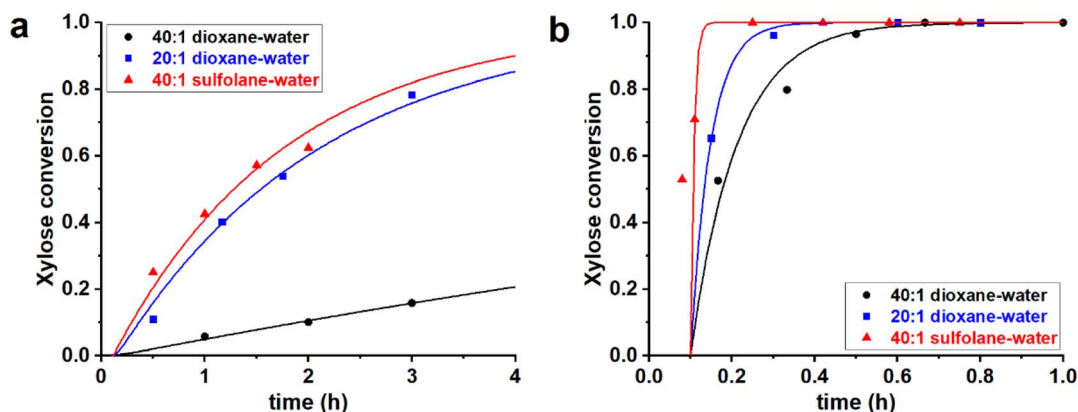 a
1.0
0.8
0.6
0.4
0.2
0.0
Xylose conversion
40:1 dioxane-water
20:1 dioxane-water
40:1 sulfolane-water
0 1 2 3 4
time (h)
b
1.0
0.8
0.6
0.4
0.2
0.0
Xylose conversion
40:1 dioxane-water
20:1 dioxane-water
40:1 sulfolane-water
0.0 0.2 0.4 0.6 0.8 1.0
time (h)